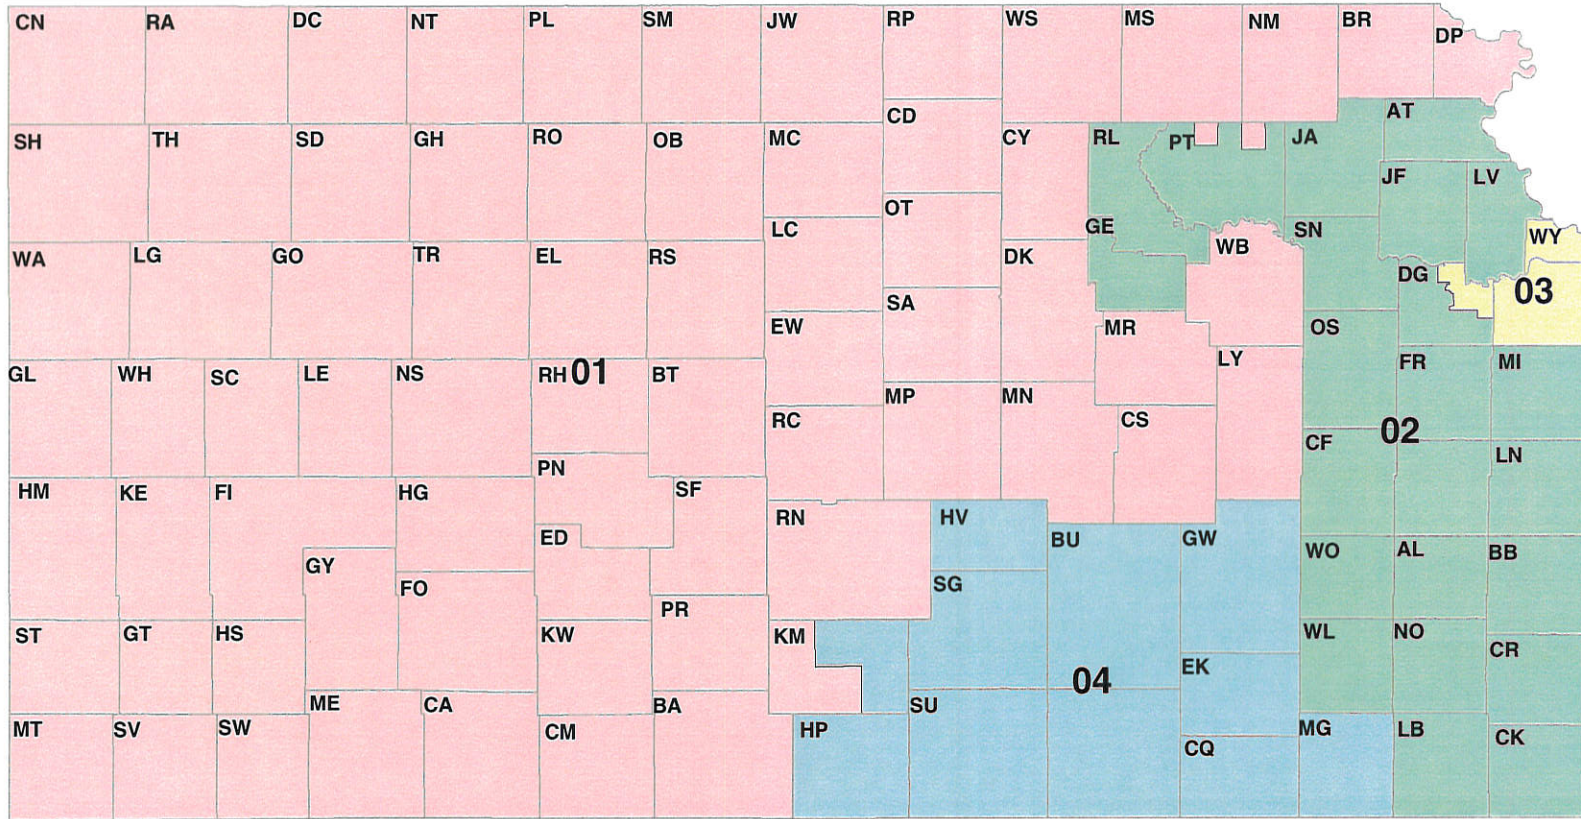 CN RA DC NT PL SM JW RP WS MS NM BR DP
SH TH SD GH RO OB MC CD CY RL PT JA AT
JF LV
WA LG GO TR EL RS LC OT DK GE WB SN WY
EW SA MR DG 03
GL WH SC LE NS RH 01 BT RC MP MN CS LY OS FR MI
02
HM KE FI HG PN SF CF LN
GY FO ED RN HV BU GW WO AL BB
SG
ST GT HS KW PR KM EK WL NO CR
04
MT SV SW ME CA CM BA HP SU CQ MG LB CK